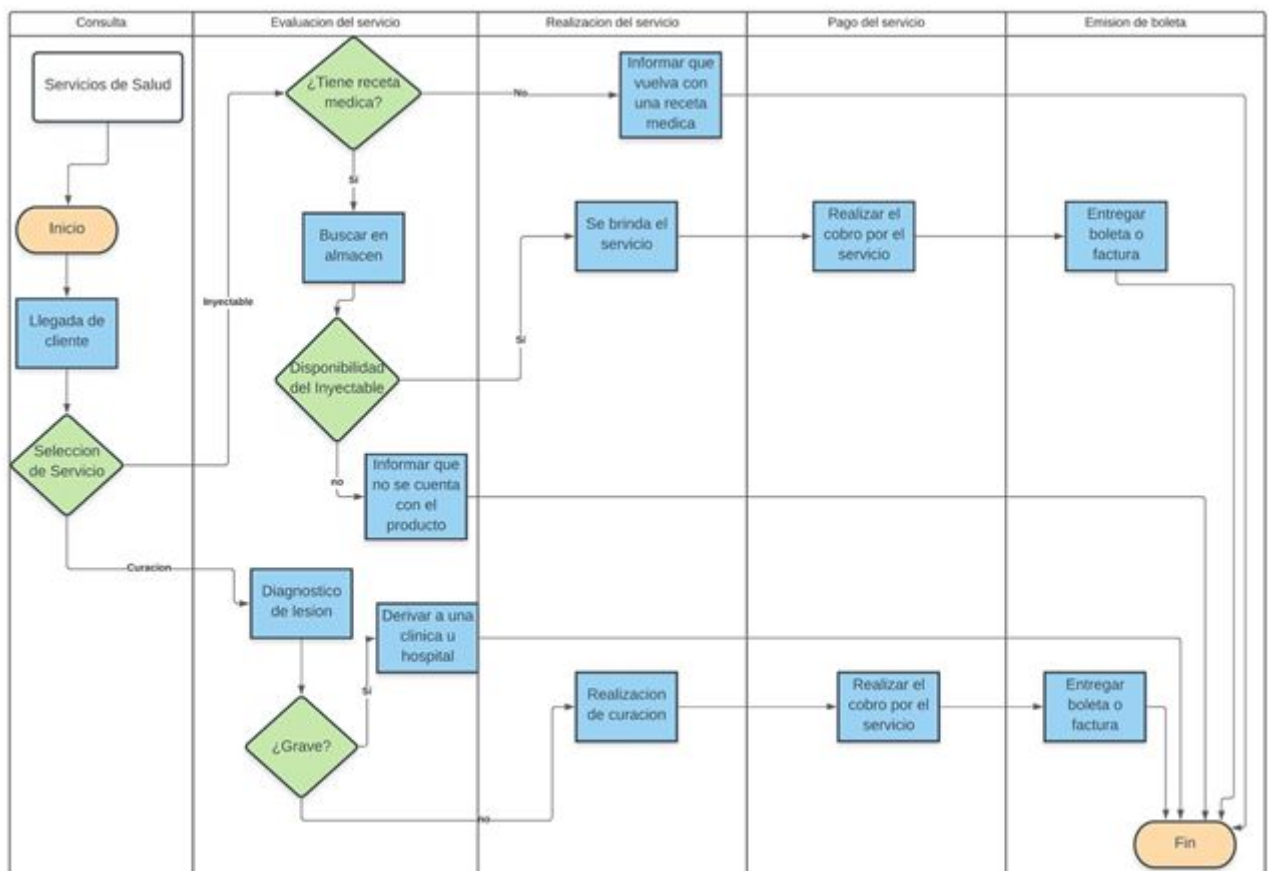 Consulta
Evaluacion del servicio
Realizacion del servicio
Pago del servicio
Emision de boleta
Servicios de Salud
Inicio
Llegada de
cliente
Seleccion
de Servicio
Inyectable
Curacion
¿Tiene receta
medica?
No
Si
Buscar en
almacen
Disponibilidad
del Inyectable
Si
no
Informar que
no se cuenta
con el
producto
Diagnostico
de lesion
Derivar a una
clinica u
hospital
Si
¿Grave?
no
Informar que
vuelva con
una receta
medica
Se brinda el
servicio
Realizar el
cobro por el
servicio
Entregar
boleta o
factura
Realizacion
de curacion
Realizar el
cobro por el
servicio
Entregar
boleta o
factura
Fin